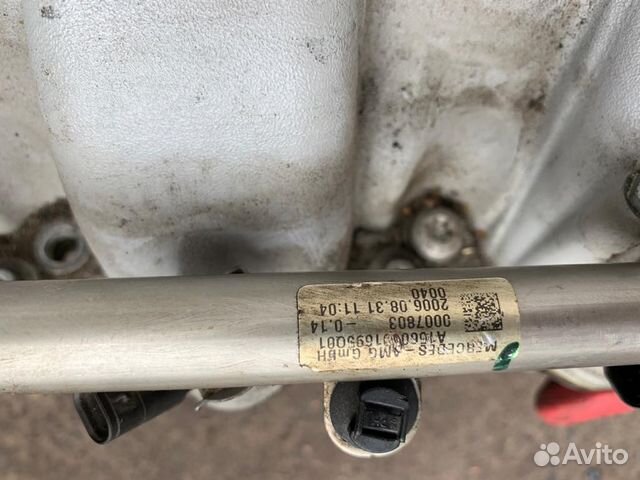 MERCEDES - AMG GmbH
0007803
- 0.14
2006.08.31 11:04
0040
Avito